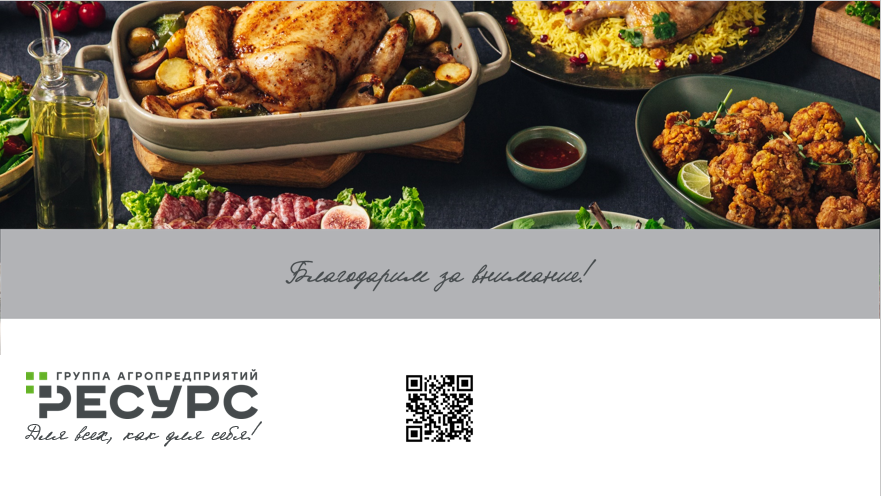 Благодарим за внимание!
ГРУППА АГРОПРЕДПРИЯТИЙ
РЕСУРС
Для всех, как для себя!